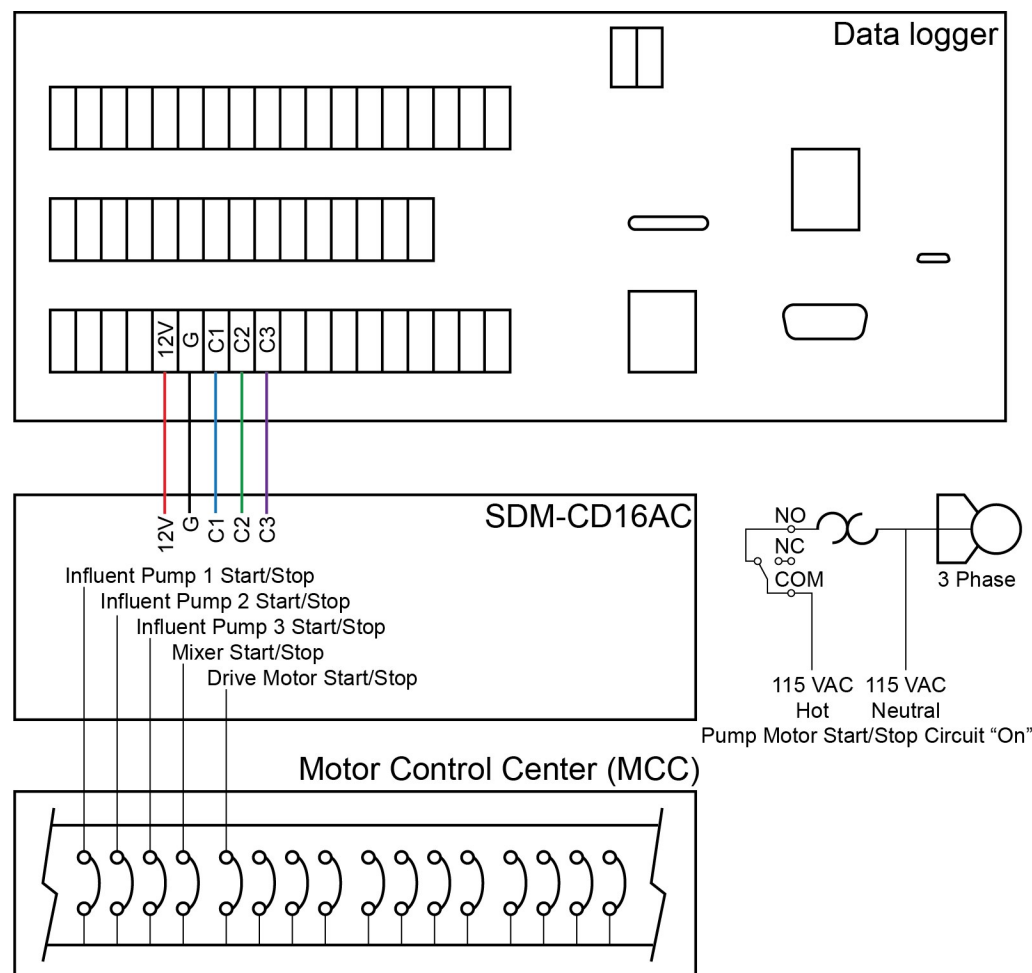 Data logger
12V
G
C1
C2
C3
12V
G
C1
C2
C3
SDM-CD16AC
Influent Pump 1 Start/Stop
Influent Pump 2 Start/Stop
Influent Pump 3 Start/Stop
Mixer Start/Stop
Drive Motor Start/Stop
NO
NC
COM
3 Phase
115 VAC 115 VAC
Hot Neutral
Pump Motor Start/Stop Circuit “On”
Motor Control Center (MCC)